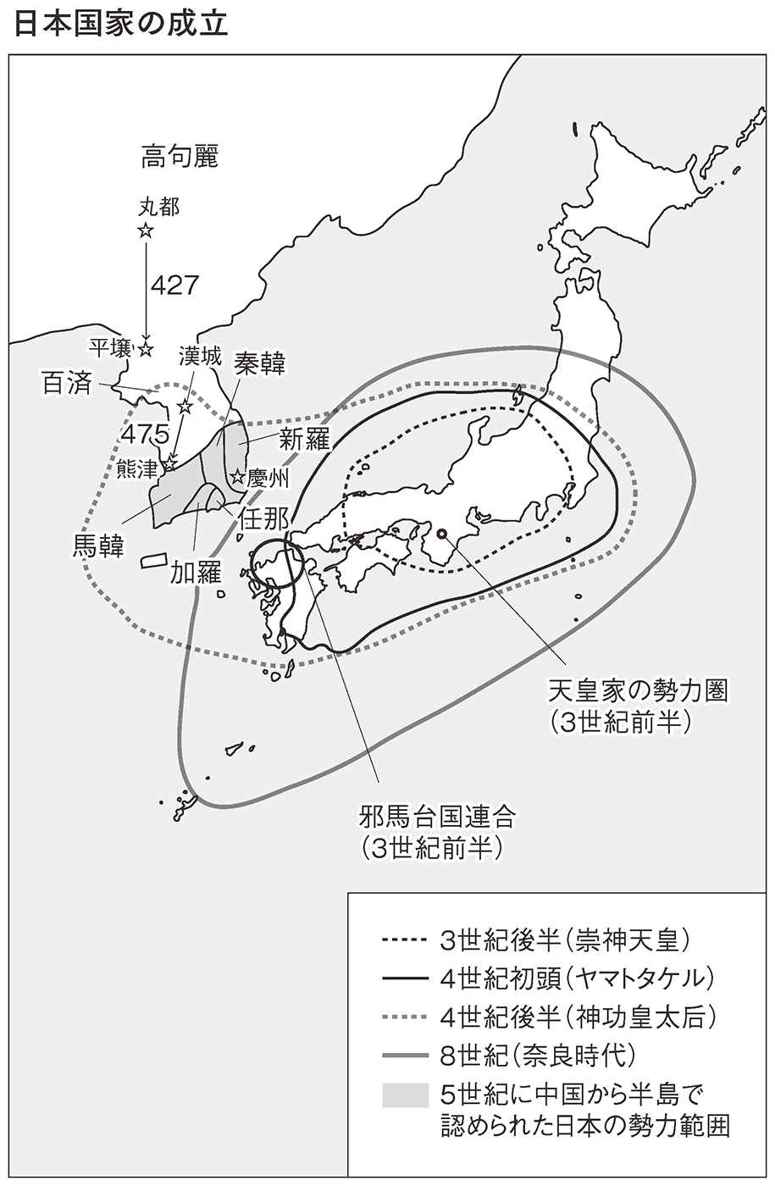 日本国家の成立
高句麗
丸都
427
平壌
漢城
秦韓
百済
475
新羅
熊津
慶州
任那
馬韓
加羅
天皇家の勢力圏
(3世紀前半)
邪馬台国連合
(3世紀前半)
3世紀後半(崇神天皇)
4世紀初頭(ヤマトタケル)
4世紀後半(神功皇太后)
8世紀(奈良時代)
5世紀に中国から半島で
認められた日本の勢力範囲